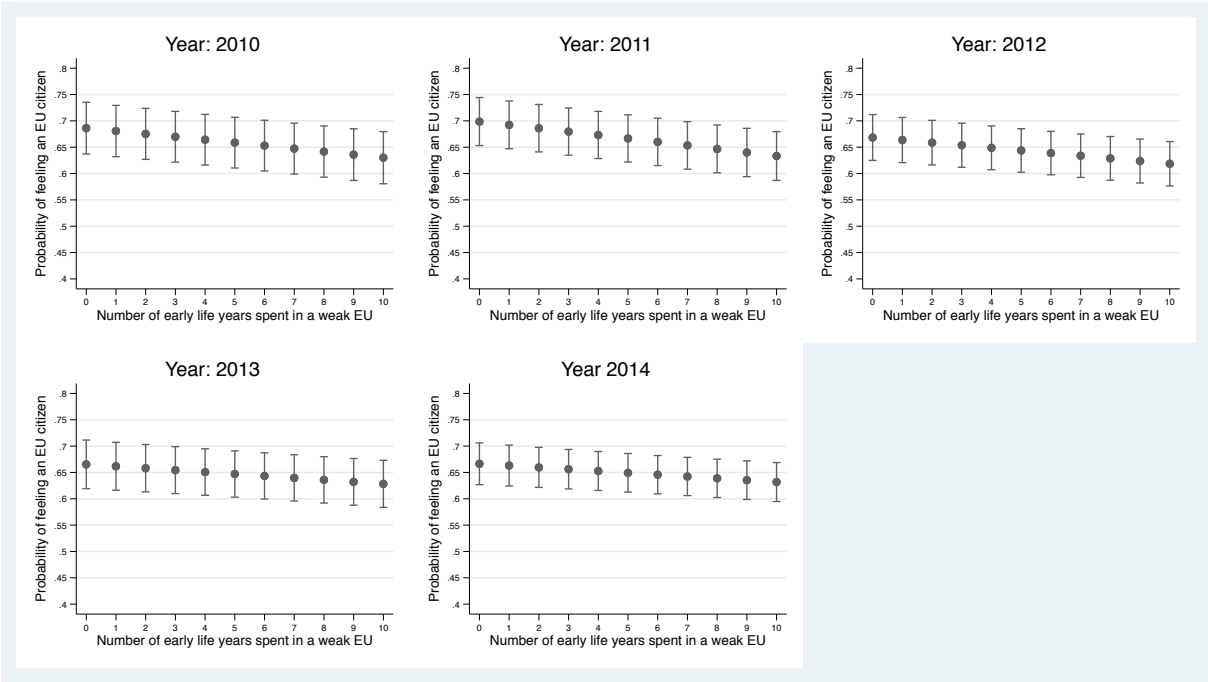 Year: 2010
Probability of feeling an EU citizen
.8
.75
.7
.65
.6
.55
.5
.45
.4
0 1 2 3 4 5 6 7 8 9 10
Number of early life years spent in a weak EU
Year: 2011
Probability of feeling an EU citizen
.8
.75
.7
.65
.6
.55
.5
.45
.4
0 1 2 3 4 5 6 7 8 9 10
Number of early life years spent in a weak EU
Year: 2012
Probability of feeling an EU citizen
.8
.75
.7
.65
.6
.55
.5
.45
.4
0 1 2 3 4 5 6 7 8 9 10
Number of early life years spent in a weak EU
Year: 2013
Probability of feeling an EU citizen
.8
.75
.7
.65
.6
.55
.5
.45
.4
0 1 2 3 4 5 6 7 8 9 10
Number of early life years spent in a weak EU
Year 2014
Probability of feeling an EU citizen
.8
.75
.7
.65
.6
.55
.5
.45
.4
0 1 2 3 4 5 6 7 8 9 10
Number of early life years spent in a weak EU